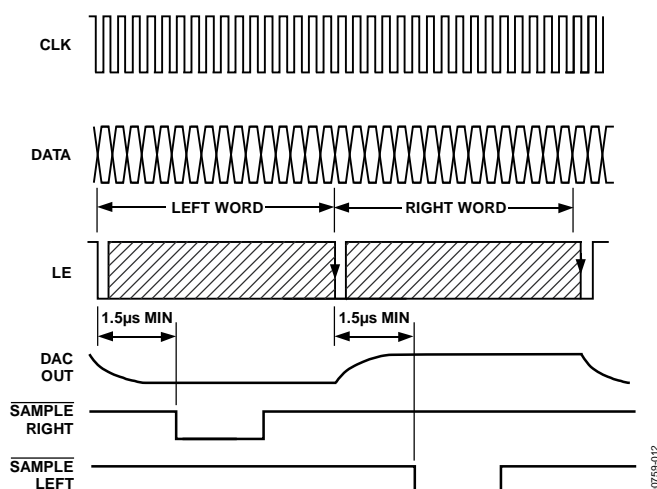 CLK
DATA
LEFT WORD
RIGHT WORD
LE
1.5µs MIN
1.5µs MIN
DAC
OUT
SAMPLE
RIGHT
SAMPLE
LEFT
0759-012